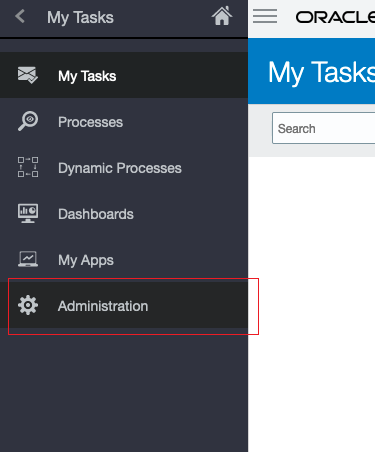 My Tasks
ORACLE
My Tasks
My Tasks
Search
Processes
Dynamic Processes
Dashboards
My Apps
Administration